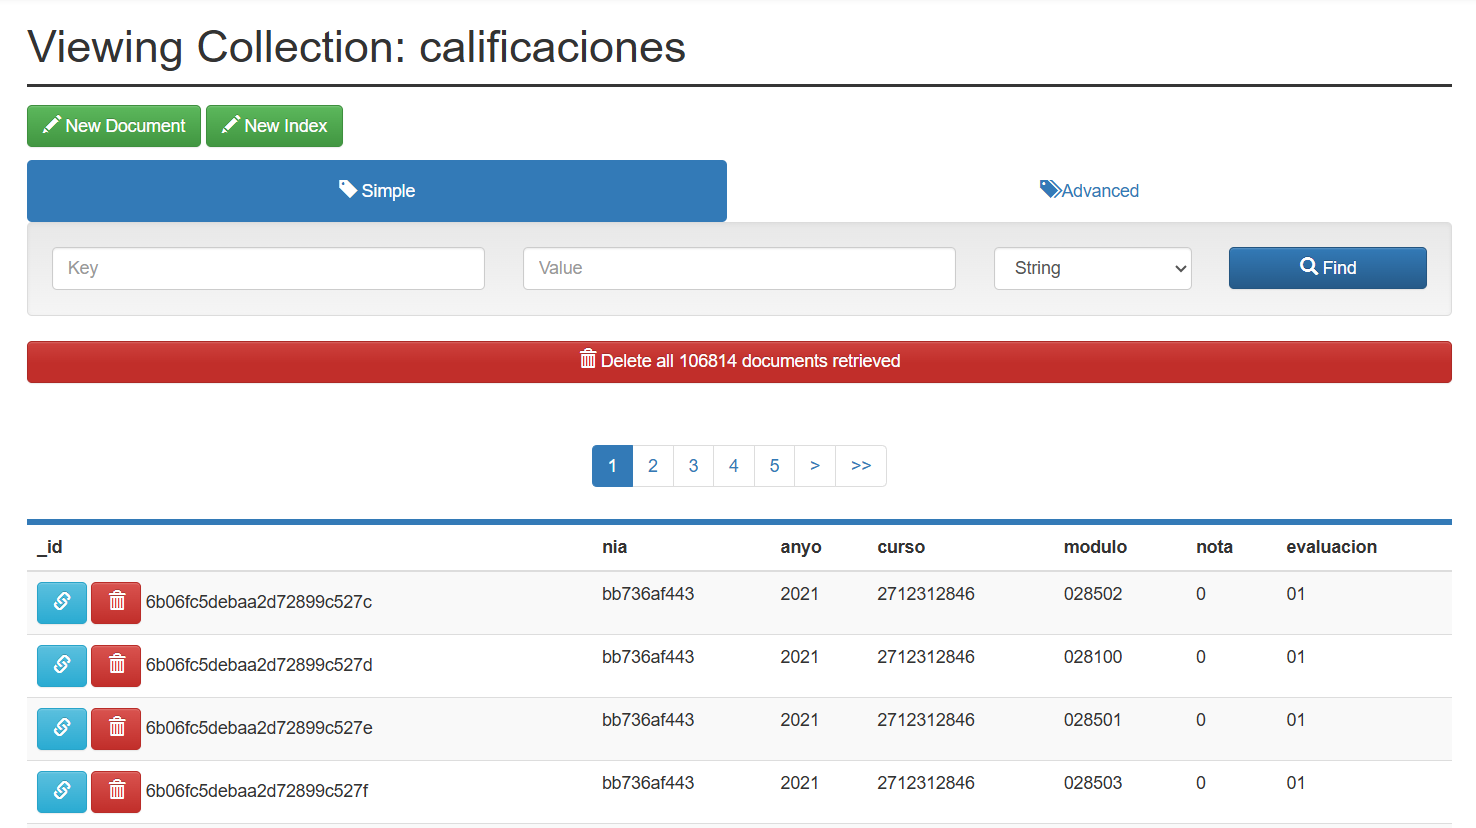 Viewing Collection: calificaciones
New Document New Index
Simple Advanced
Key Value String Find
Delete all 106814 documents retrieved
1 2 3 4 5 > >>
_id nia anyo curso modulo nota evaluacion
6b06fc5debaa2d72899c527c bb736af443 2021 2712312846 028502 0 01
6b06fc5debaa2d72899c527d bb736af443 2021 2712312846 028100 0 01
6b06fc5debaa2d72899c527e bb736af443 2021 2712312846 028501 0 01
6b06fc5debaa2d72899c527f bb736af443 2021 2712312846 028503 0 01